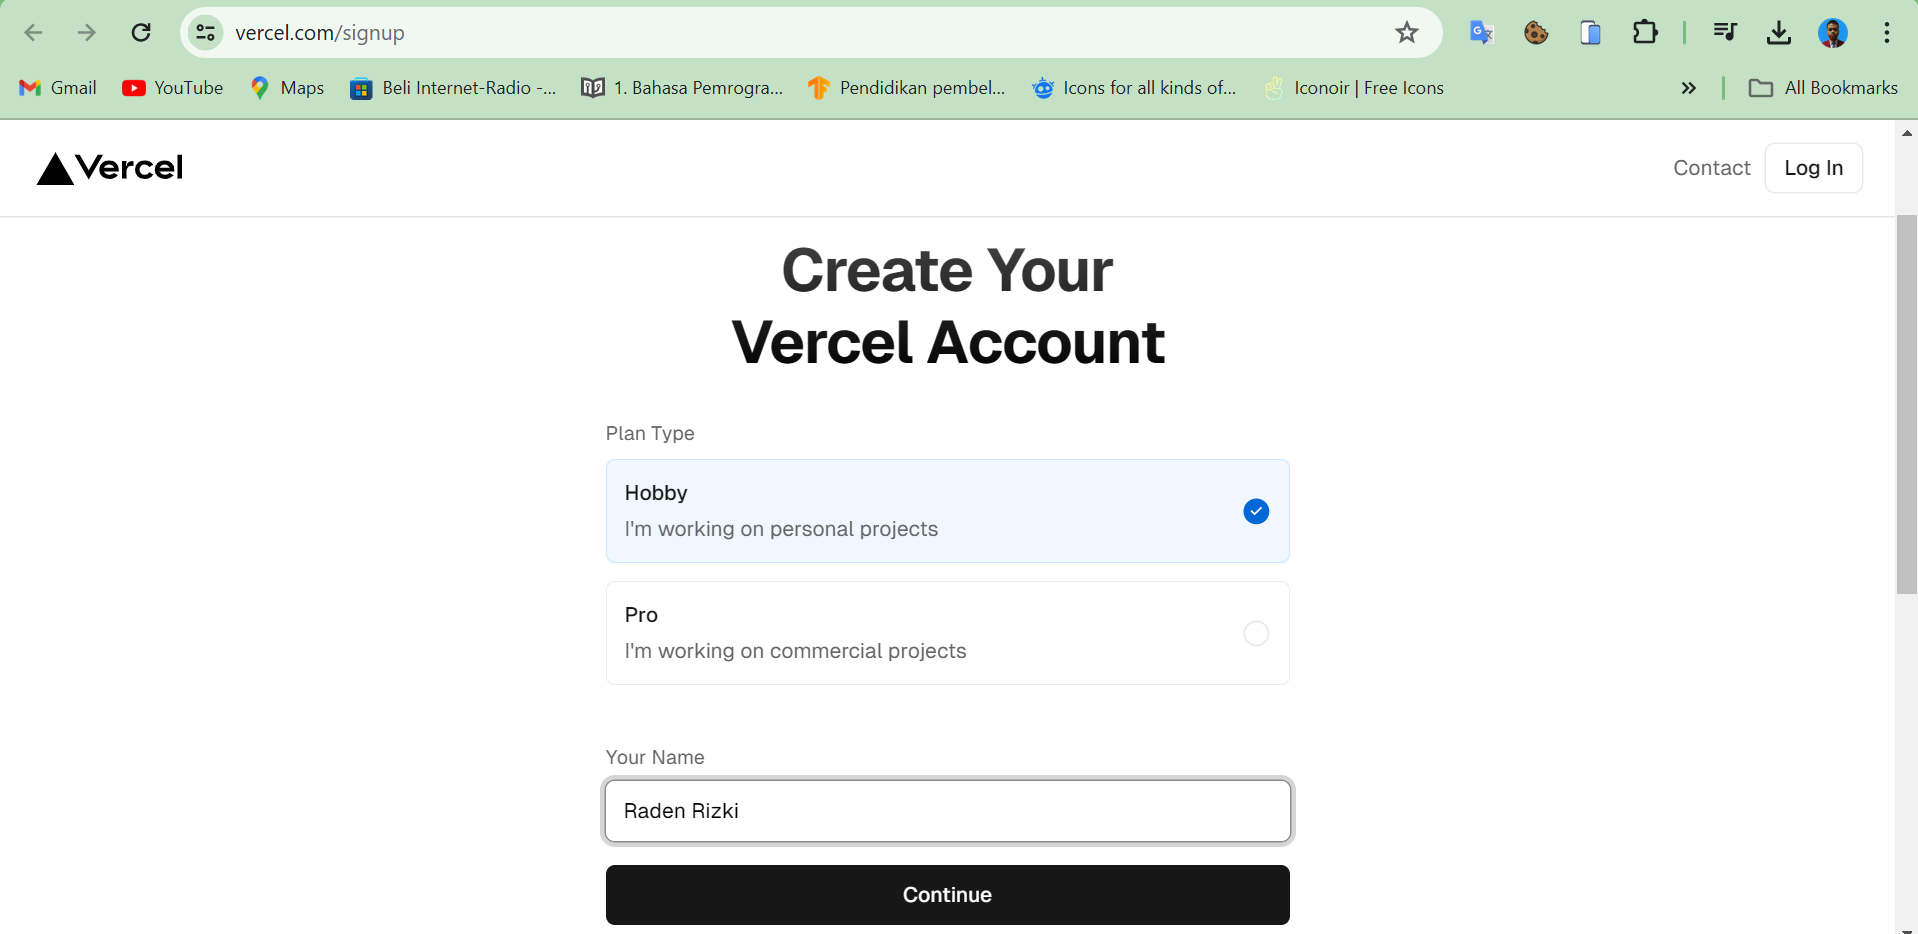 vercel.com/signup
Gmail YouTube Maps Beli Internet-Radio -... 1. Bahasa Pemrogra... Pendidikan pembel... Icons for all kinds of... Iconoir | Free Icons » All Bookmarks
Vercel Contact Log In
Create Your
Vercel Account
Plan Type
Hobby
I'm working on personal projects
Pro
I'm working on commercial projects
Your Name
Raden Rizki
Continue